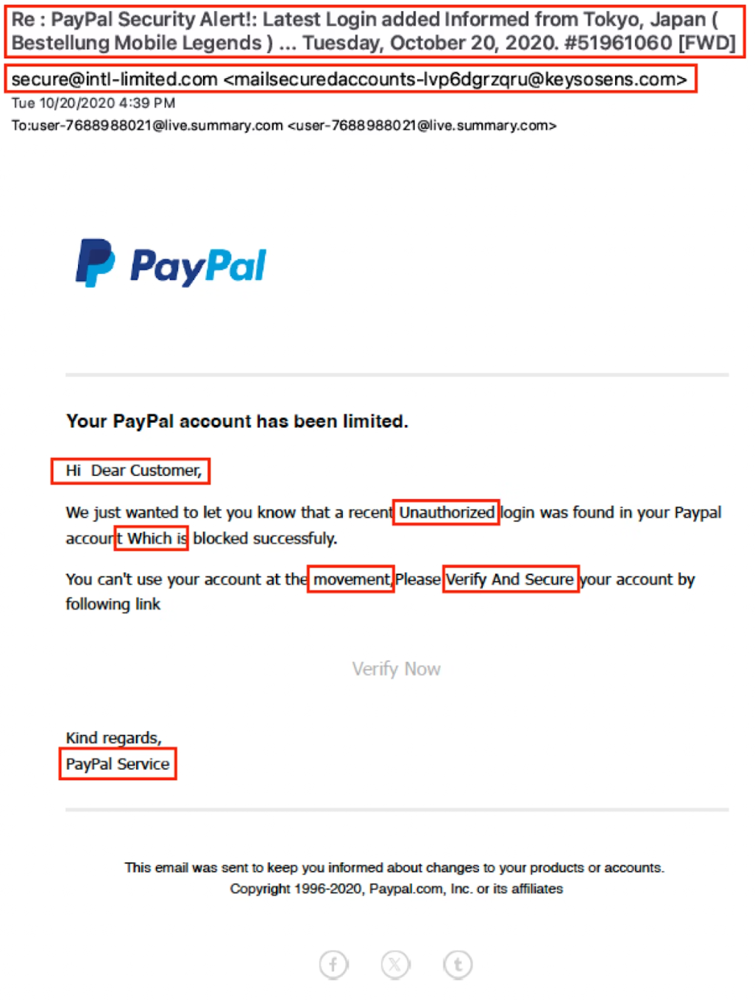 Re : PayPal Security Alert!: Latest Login added Informed from Tokyo, Japan (
Bestellung Mobile Legends ) ... Tuesday, October 20, 2020. #51961060 [FWD]
secure@intl-limited.com <mailsecuredaccounts-lvp6dgrzqru@keysosens.com>
Tue 10/20/2020 4:39 PM
To:user-7688988021@live.summary.com <user-7688988021@live.summary.com>
PayPal
Your PayPal account has been limited.
Hi Dear Customer,
We just wanted to let you know that a recent Unauthorized login was found in your Paypal
account Which is blocked successfuly.
You can't use your account at the movement,Please Verify And Secure your account by
following link
Verify Now
Kind regards,
PayPal Service
This email was sent to keep you informed about changes to your products or accounts.
Copyright 1996-2020, Paypal.com, Inc. or its affiliates